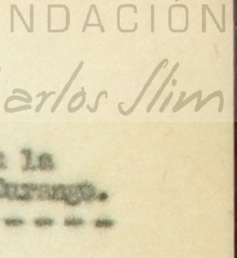 NDACIÓN
arlos Slim
la
Durango.
-----